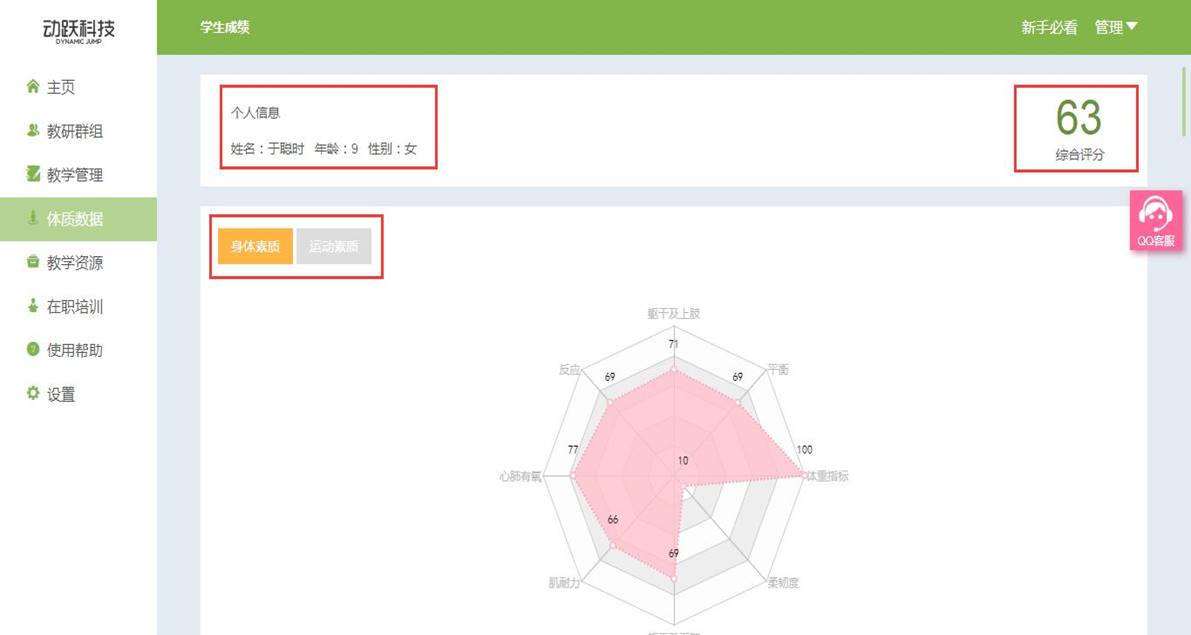 动跃科技
DYNAMIC JUMP
学生成绩
新手必看 管理
主页
教研群组
教学管理
体质数据
教学资源
在职培训
使用帮助
设置
个人信息
姓名：于聪时 年龄：9 性别：女
63
综合评分
QQ客服
身体素质 运动素质
躯干及上肢
71
反应 69 69 平衡
77 100
心肺有氧 10 体重指标
66
69
肌耐力 柔韧度